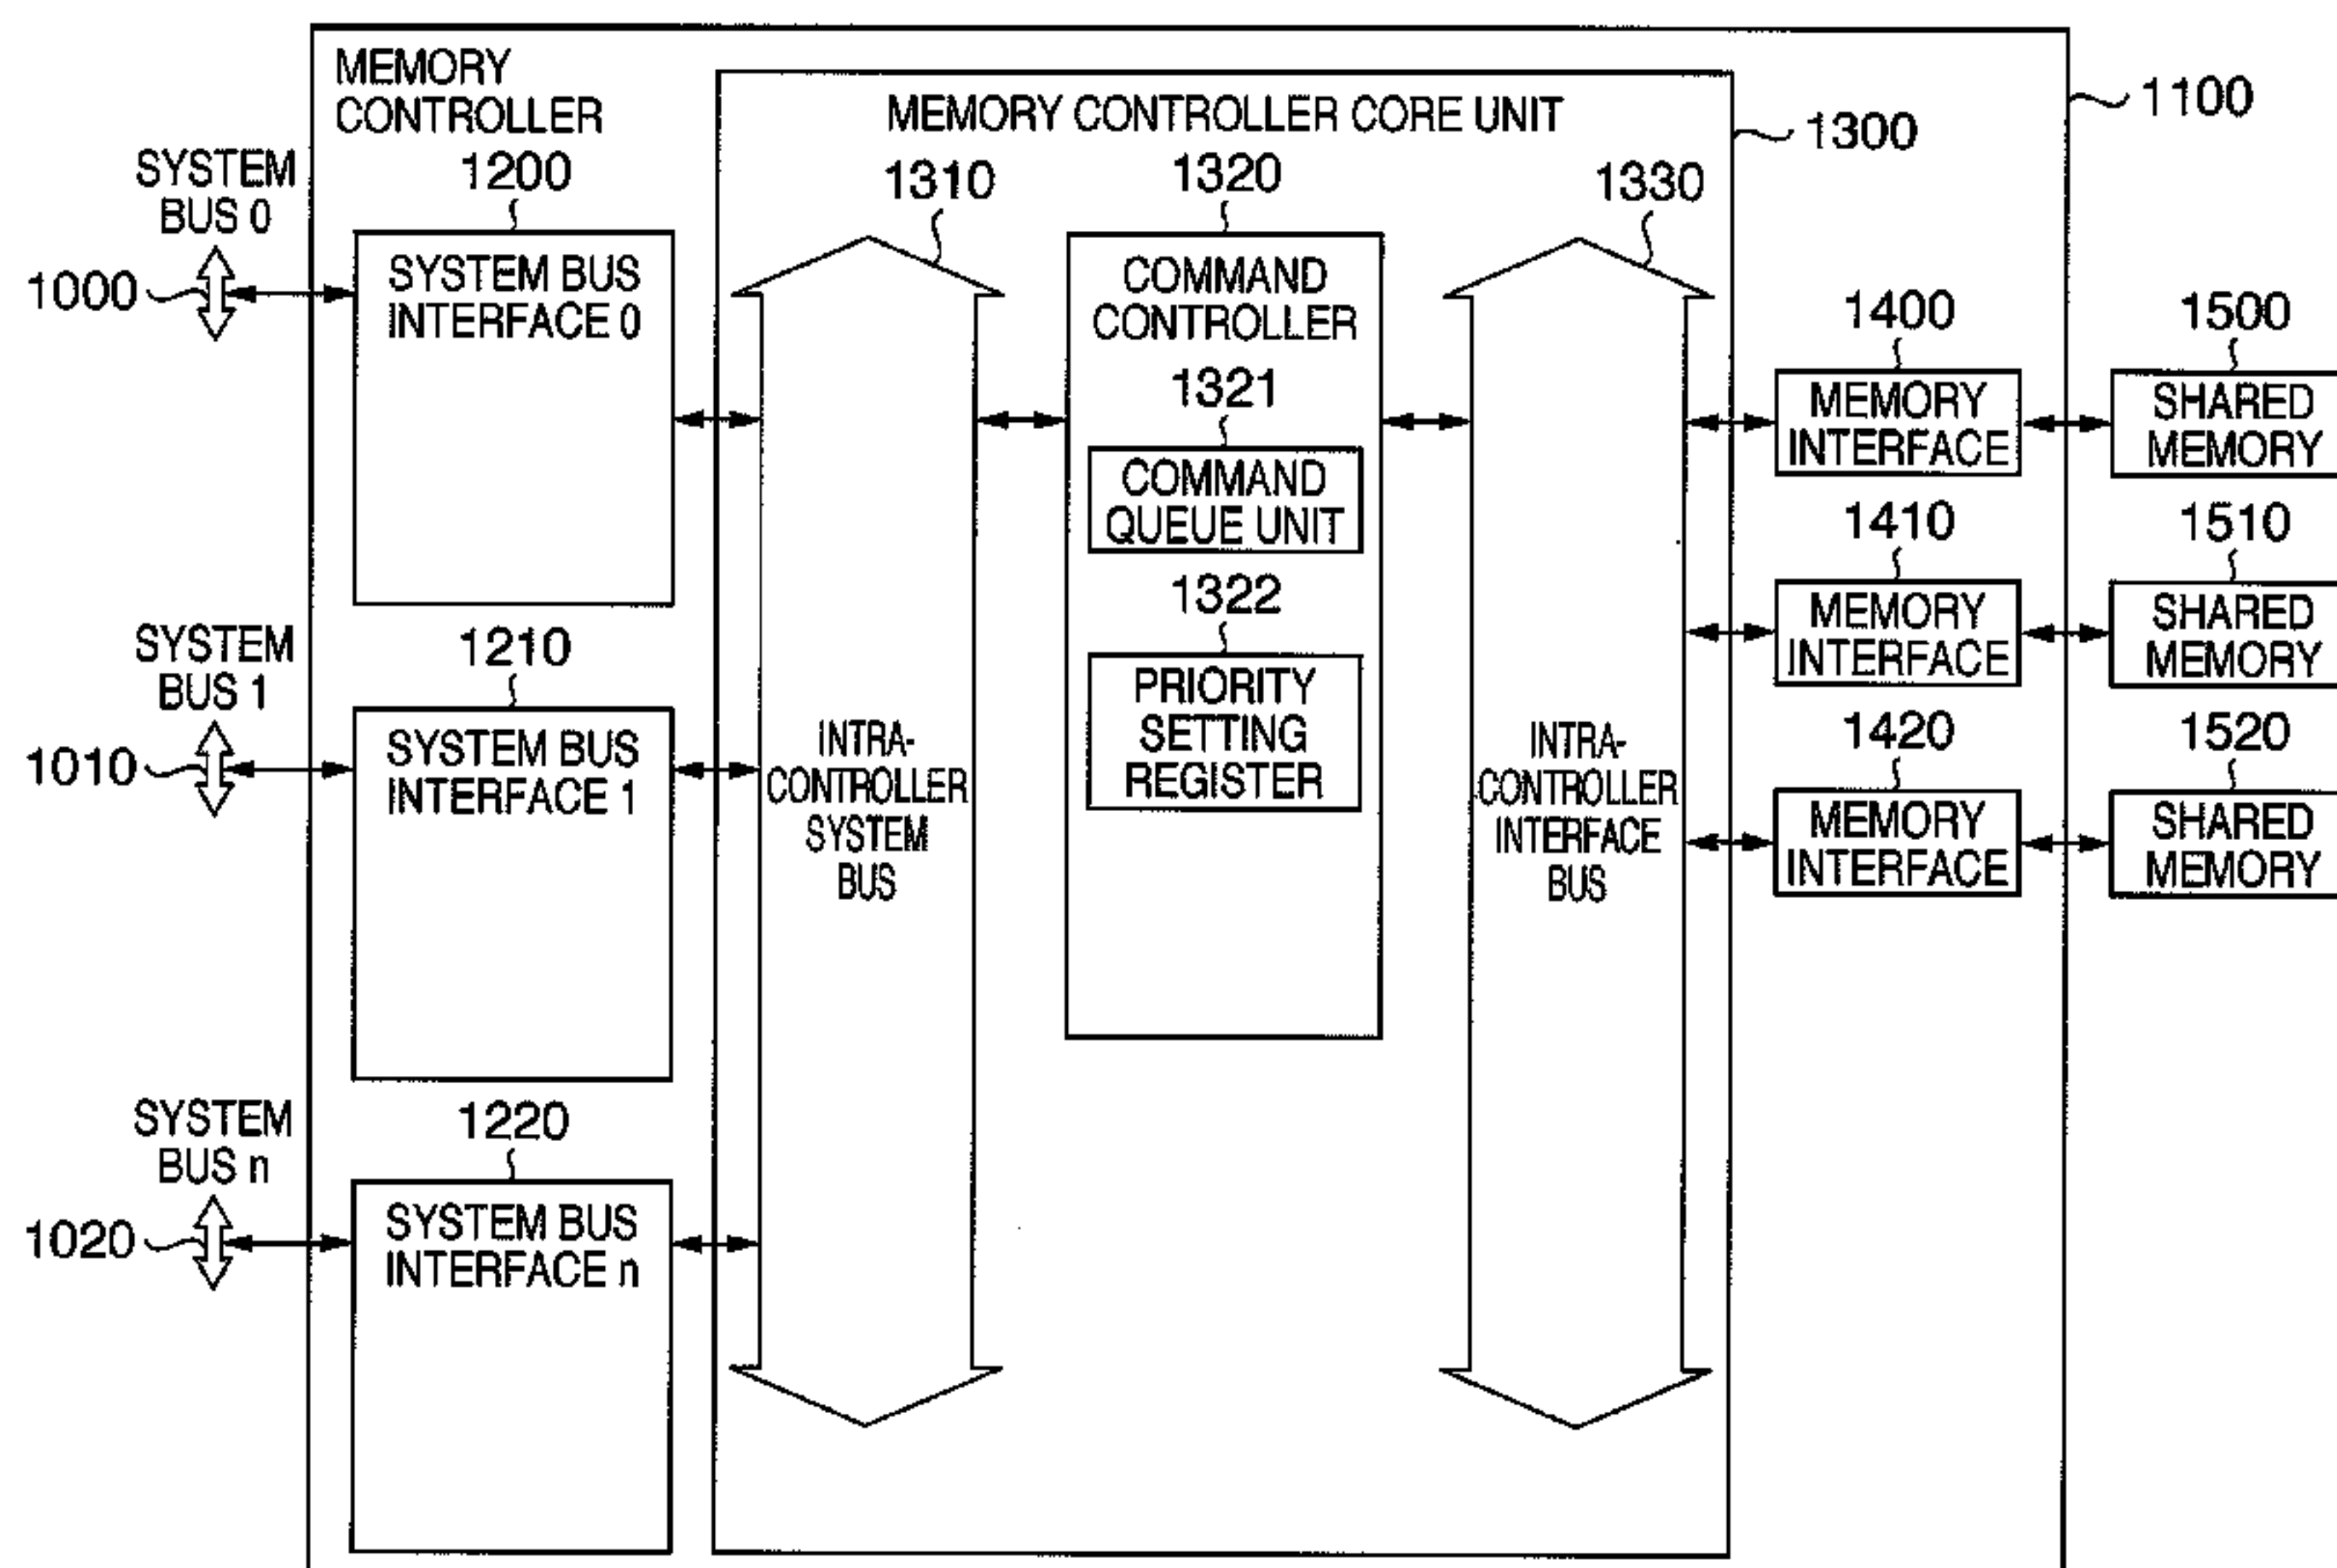 MEMORY
CONTROLLER
1100
MEMORY CONTROLLER CORE UNIT
1300
SYSTEM
BUS 0
1000
1200
SYSTEM BUS
INTERFACE 0
SYSTEM
BUS 1
1010
1210
SYSTEM BUS
INTERFACE 1
SYSTEM
BUS n
1020
1220
SYSTEM BUS
INTERFACE n
1310
INTRA-
CONTROLLER
SYSTEM
BUS
1320
COMMAND
CONTROLLER
1321
COMMAND
QUEUE UNIT
1322
PRIORITY
SETTING
REGISTER
1330
INTRA-
CONTROLLER
INTERFACE
BUS
1400
MEMORY
INTERFACE
1500
SHARED
MEMORY
1410
MEMORY
INTERFACE
1510
SHARED
MEMORY
1420
MEMORY
INTERFACE
1520
SHARED
MEMORY